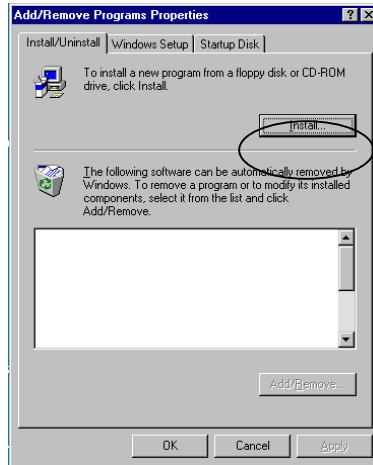 Add/Remove Programs Properties
Install/Uninstall Windows Setup Startup Disk
To install a new program from a floppy disk or CD-ROM
drive, click Install.
Install...
The following software can be automatically removed by
Windows. To remove a program or to modify its installed
components, select it from the list and click
Add/Remove.
Add/Remove...
OK Cancel Apply